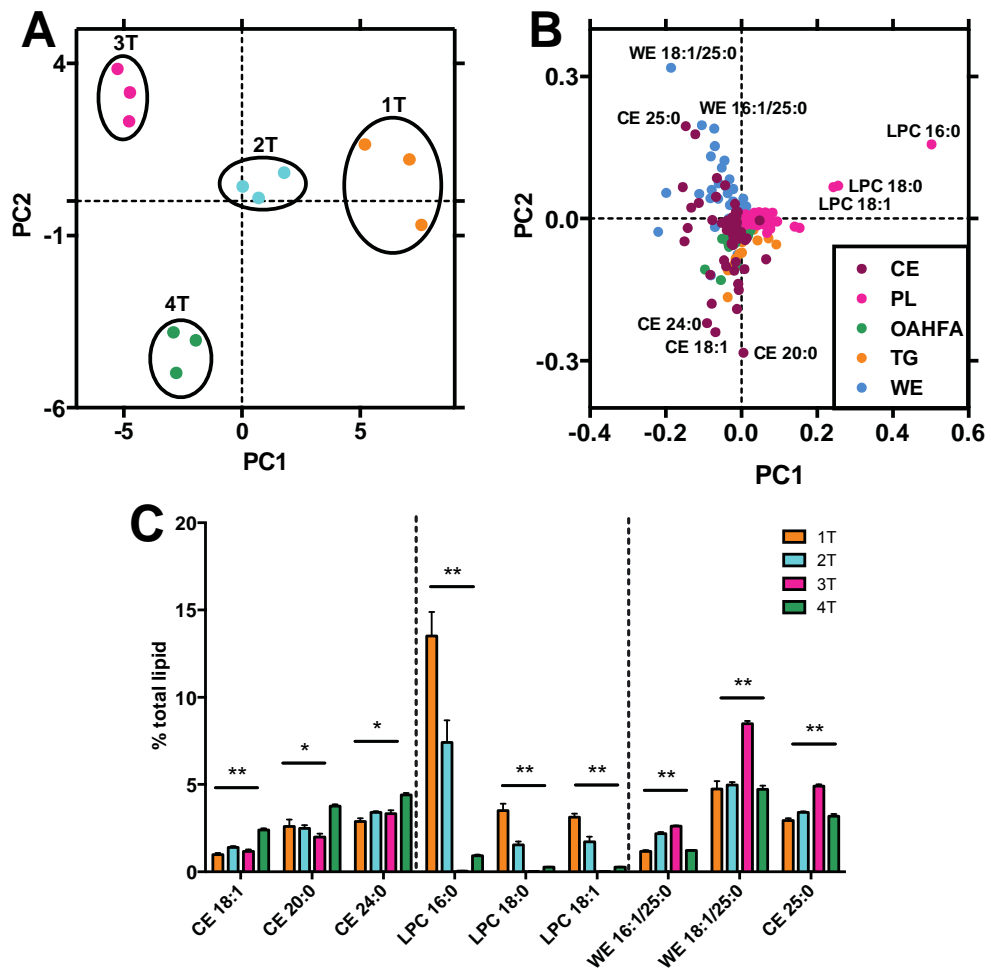 A
3T
1T
2T
4T
4
-1
-6
PC2
-5
0
5
PC1
B
WE 18:1/25:0
WE 16:1/25:0
CE 25:0
LPC 16:0
LPC 18:0
LPC 18:1
CE 24:0
CE 18:1
CE 20:0
0.3
0.0
-0.3
PC2
CE
PL
OAHFA
TG
WE
-0.4
-0.2
0.0
0.2
0.4
0.6
PC1
C
20
15
10
5
0
% total lipid
1T
2T
3T
4T
**
*
*
**
**
**
**
**
**
CE 18:1
CE 20:0
CE 24:0
LPC 16:0
LPC 18:0
LPC 18:1
WE 16:1/25:0
WE 18:1/25:0
CE 25:0